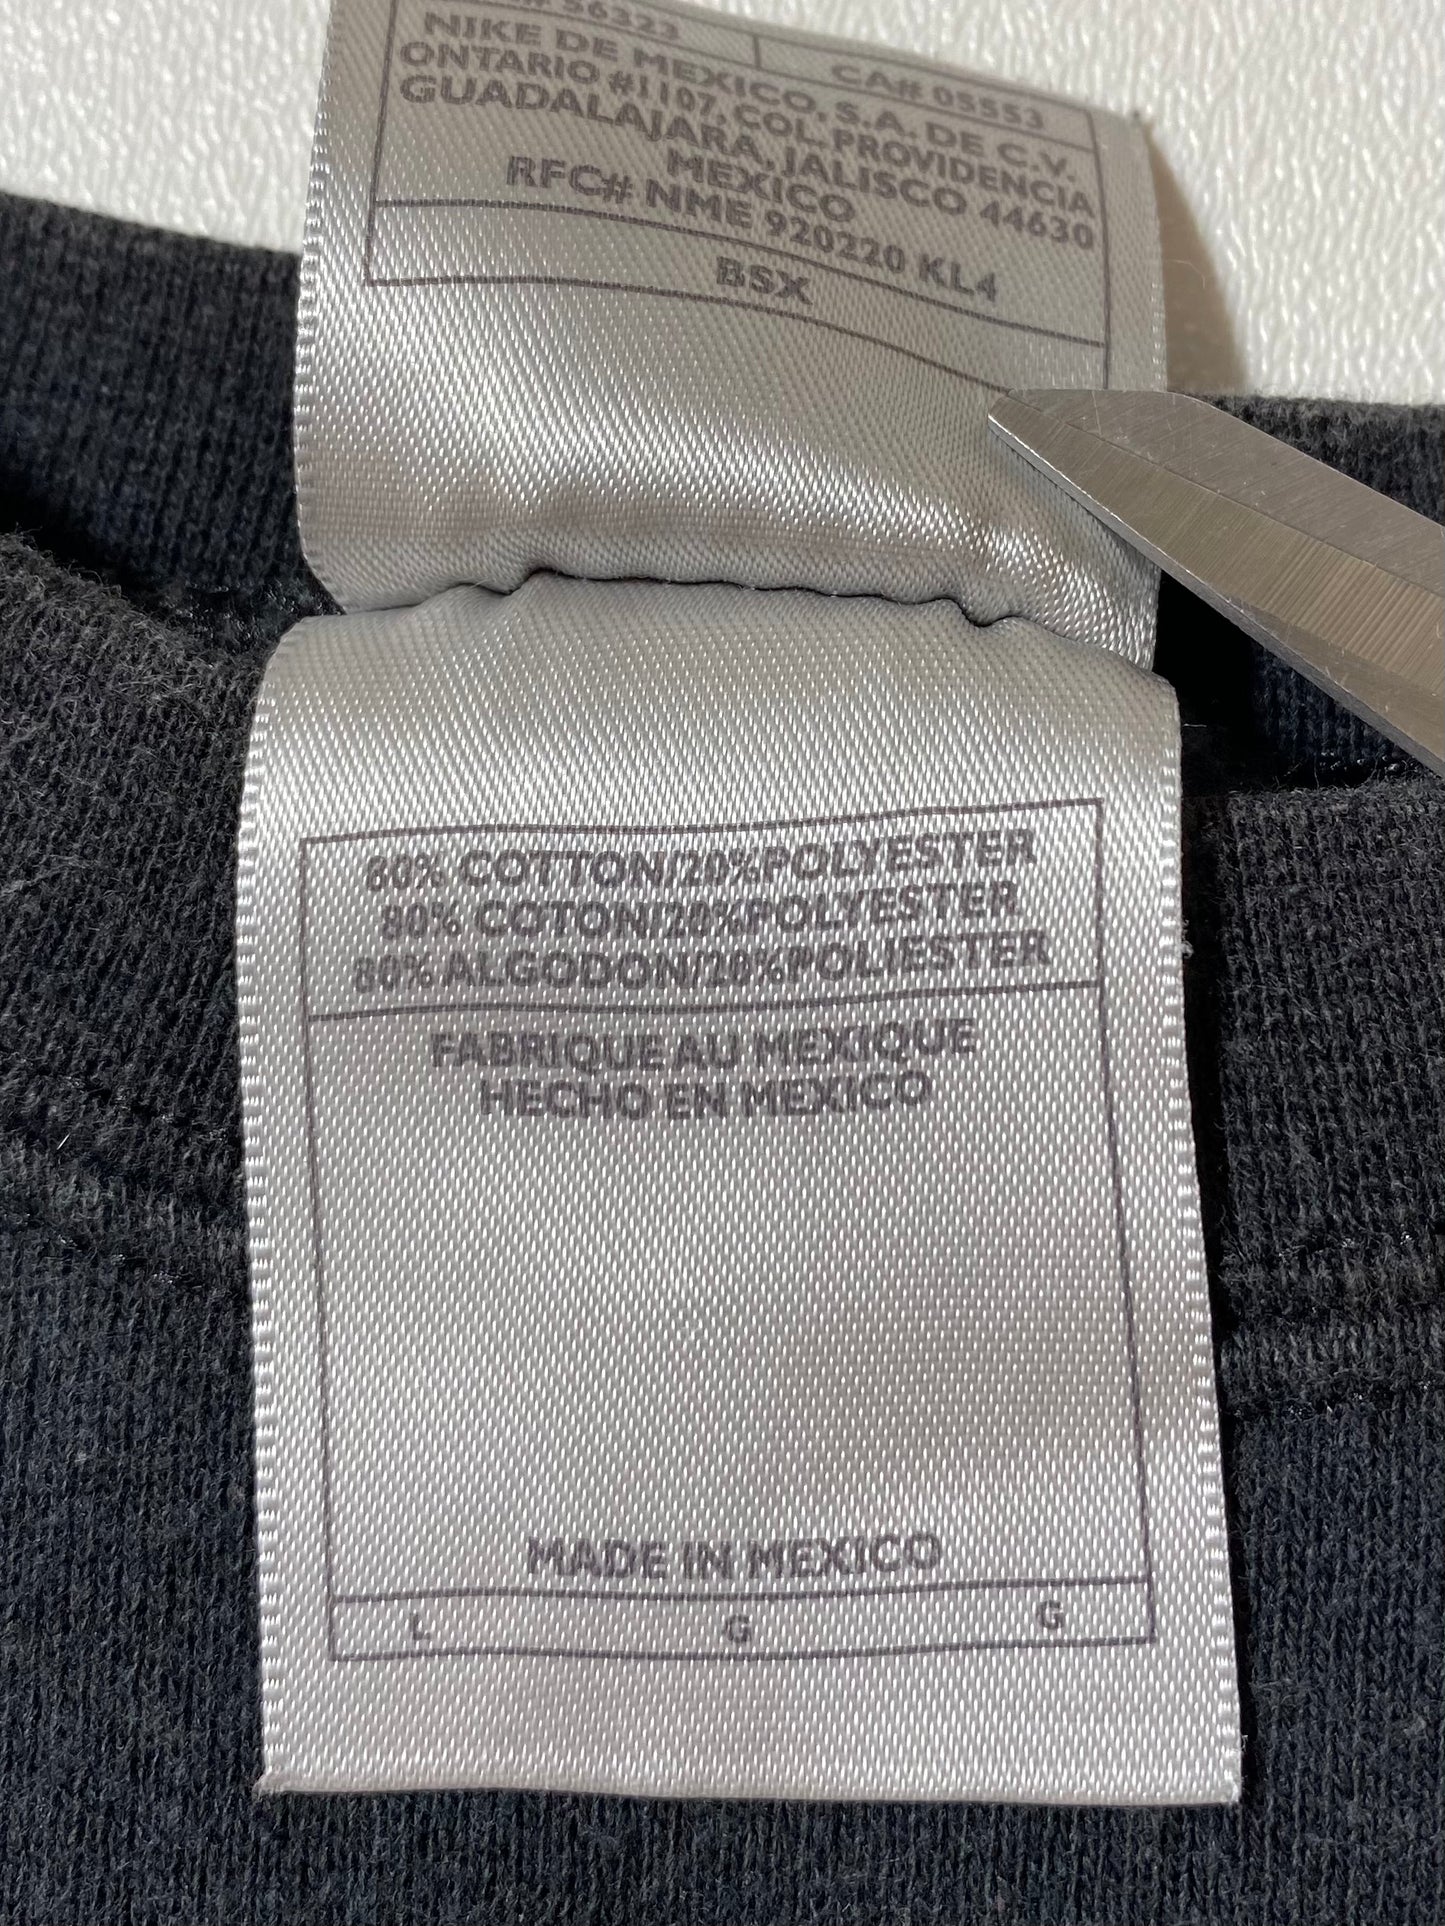 # 56323 CA# 05553
NIKE DE MEXICO, S.A. DE C.V.
ONTARIO #1107, COL. PROVIDENCIA
GUADALAJARA, JALISCO 44630
MEXICO
RFC# NME 920220 KL4
BSX
80% COTTON/20%POLYESTER
80% COTON/20%POLYESTER
80% ALGODON/20%POLIESTER
FABRIQUE AU MEXIQUE
HECHO EN MEXICO
MADE IN MEXICO
L G G